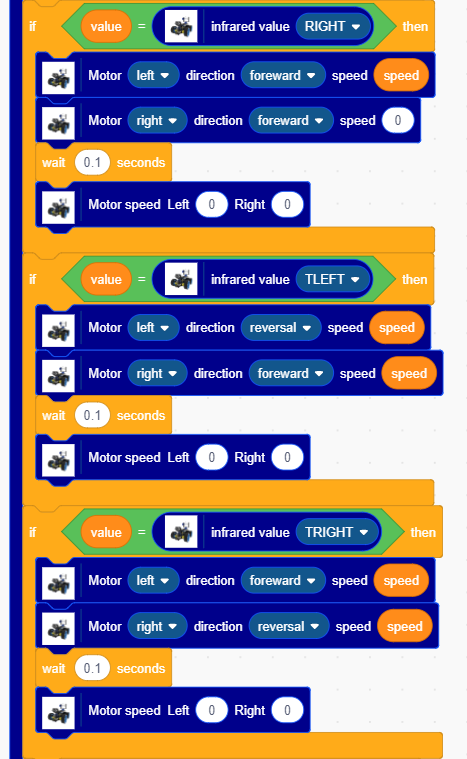 if value = infrared value RIGHT then
Motor left direction foreward speed speed
Motor right direction foreward speed 0
wait 0.1 seconds
Motor speed Left 0 Right 0
if value = infrared value TLEFT then
Motor left direction reversal speed speed
Motor right direction foreward speed speed
wait 0.1 seconds
Motor speed Left 0 Right 0
if value = infrared value TRIGHT then
Motor left direction foreward speed speed
Motor right direction reversal speed speed
wait 0.1 seconds
Motor speed Left 0 Right 0